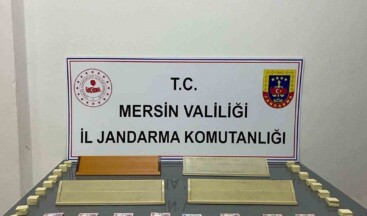 T.C.
MERSİN VALİLİĞİ
İL JANDARMA KOMUTANLIĞI